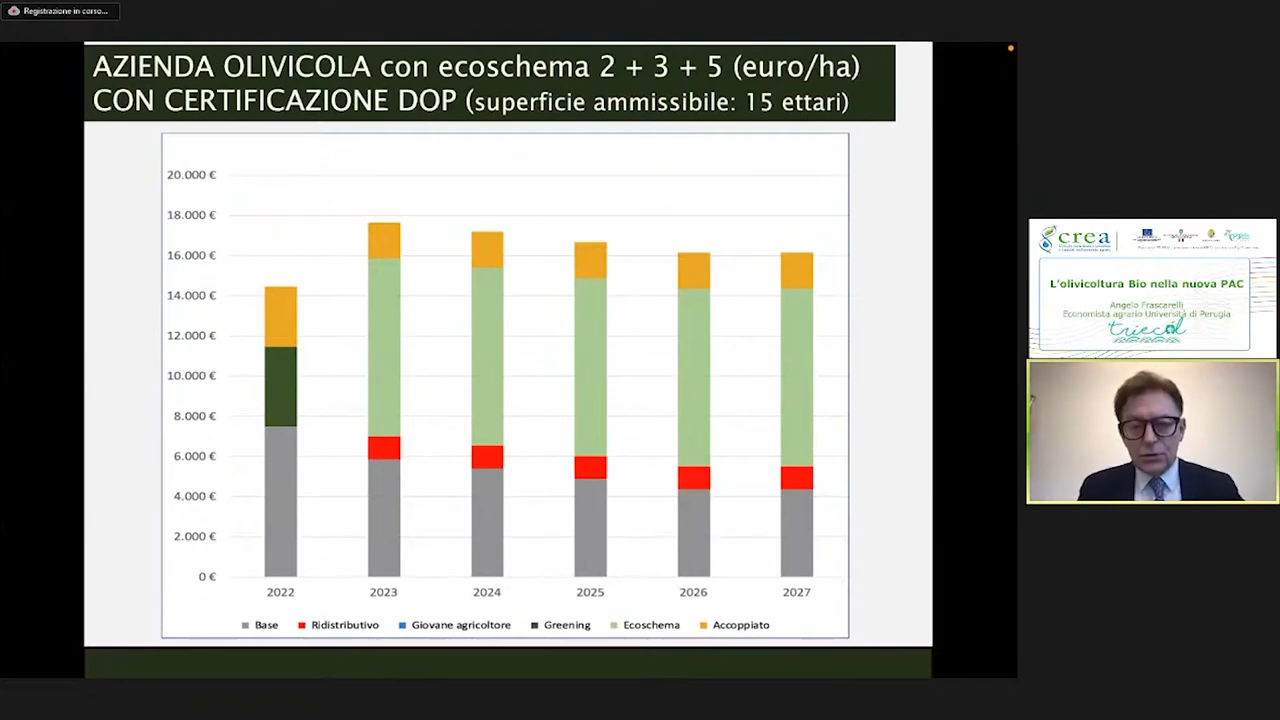 Registrazione in corso...
AZIENDA OLIVICOLA con ecoschema 2 + 3 + 5 (euro/ha)
CON CERTIFICAZIONE DOP (superficie ammissibile: 15 ettari)
20.000 €
18.000 €
16.000 €
14.000 €
12.000 €
10.000 €
8.000 €
6.000 €
4.000 €
2.000 €
0 €
2022 2023 2024 2025 2026 2027
Base Ridistributivo Giovane agricoltore Greening Ecoschema Accoppiato
crea
L'olivicoltura Bio nella nuova PAC
Angelo Frascarelli
Economista agrario Università di Perugia
triecol